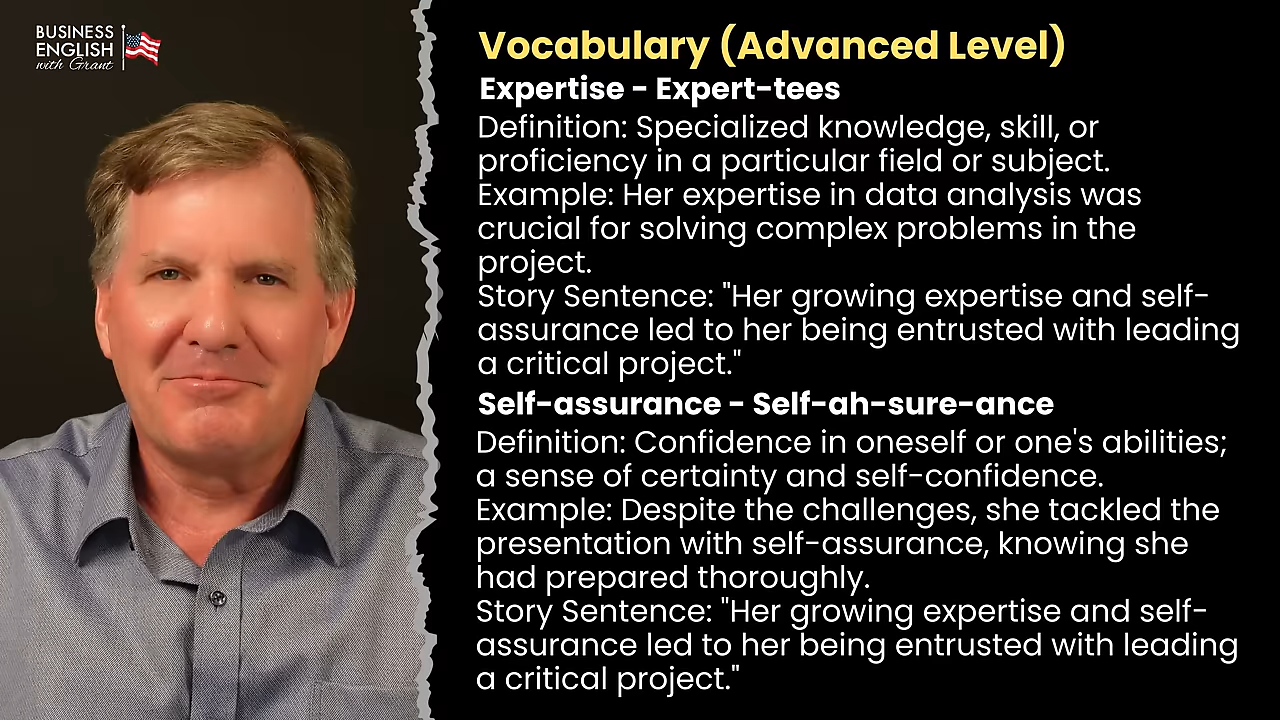 BUSINESS
ENGLISH
with Grant
Vocabulary (Advanced Level)
Expertise - Expert-tees
Definition: Specialized knowledge, skill, or
proficiency in a particular field or subject.
Example: Her expertise in data analysis was
crucial for solving complex problems in the
project.
Story Sentence: "Her growing expertise and self-
assurance led to her being entrusted with leading
a critical project."
Self-assurance - Self-ah-sure-ance
Definition: Confidence in oneself or one's abilities;
a sense of certainty and self-confidence.
Example: Despite the challenges, she tackled the
presentation with self-assurance, knowing she
had prepared thoroughly.
Story Sentence: "Her growing expertise and self-
assurance led to her being entrusted with leading
a critical project."